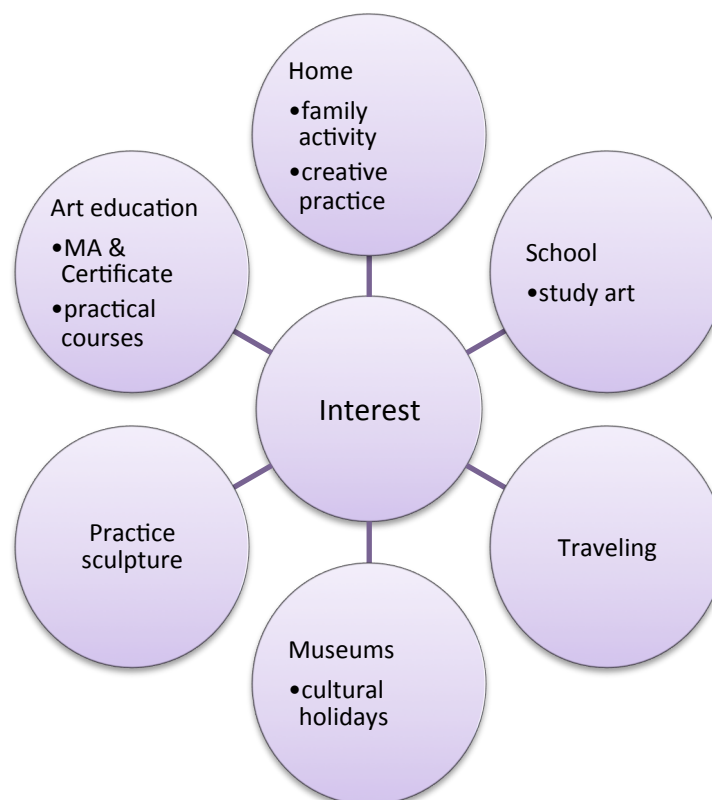 Home
•family
activity
•creative
practice
School
•study art
Traveling
Museums
•cultural
holidays
Practice
sculpture
Art education
•MA &
Certificate
•practical
courses
Interest